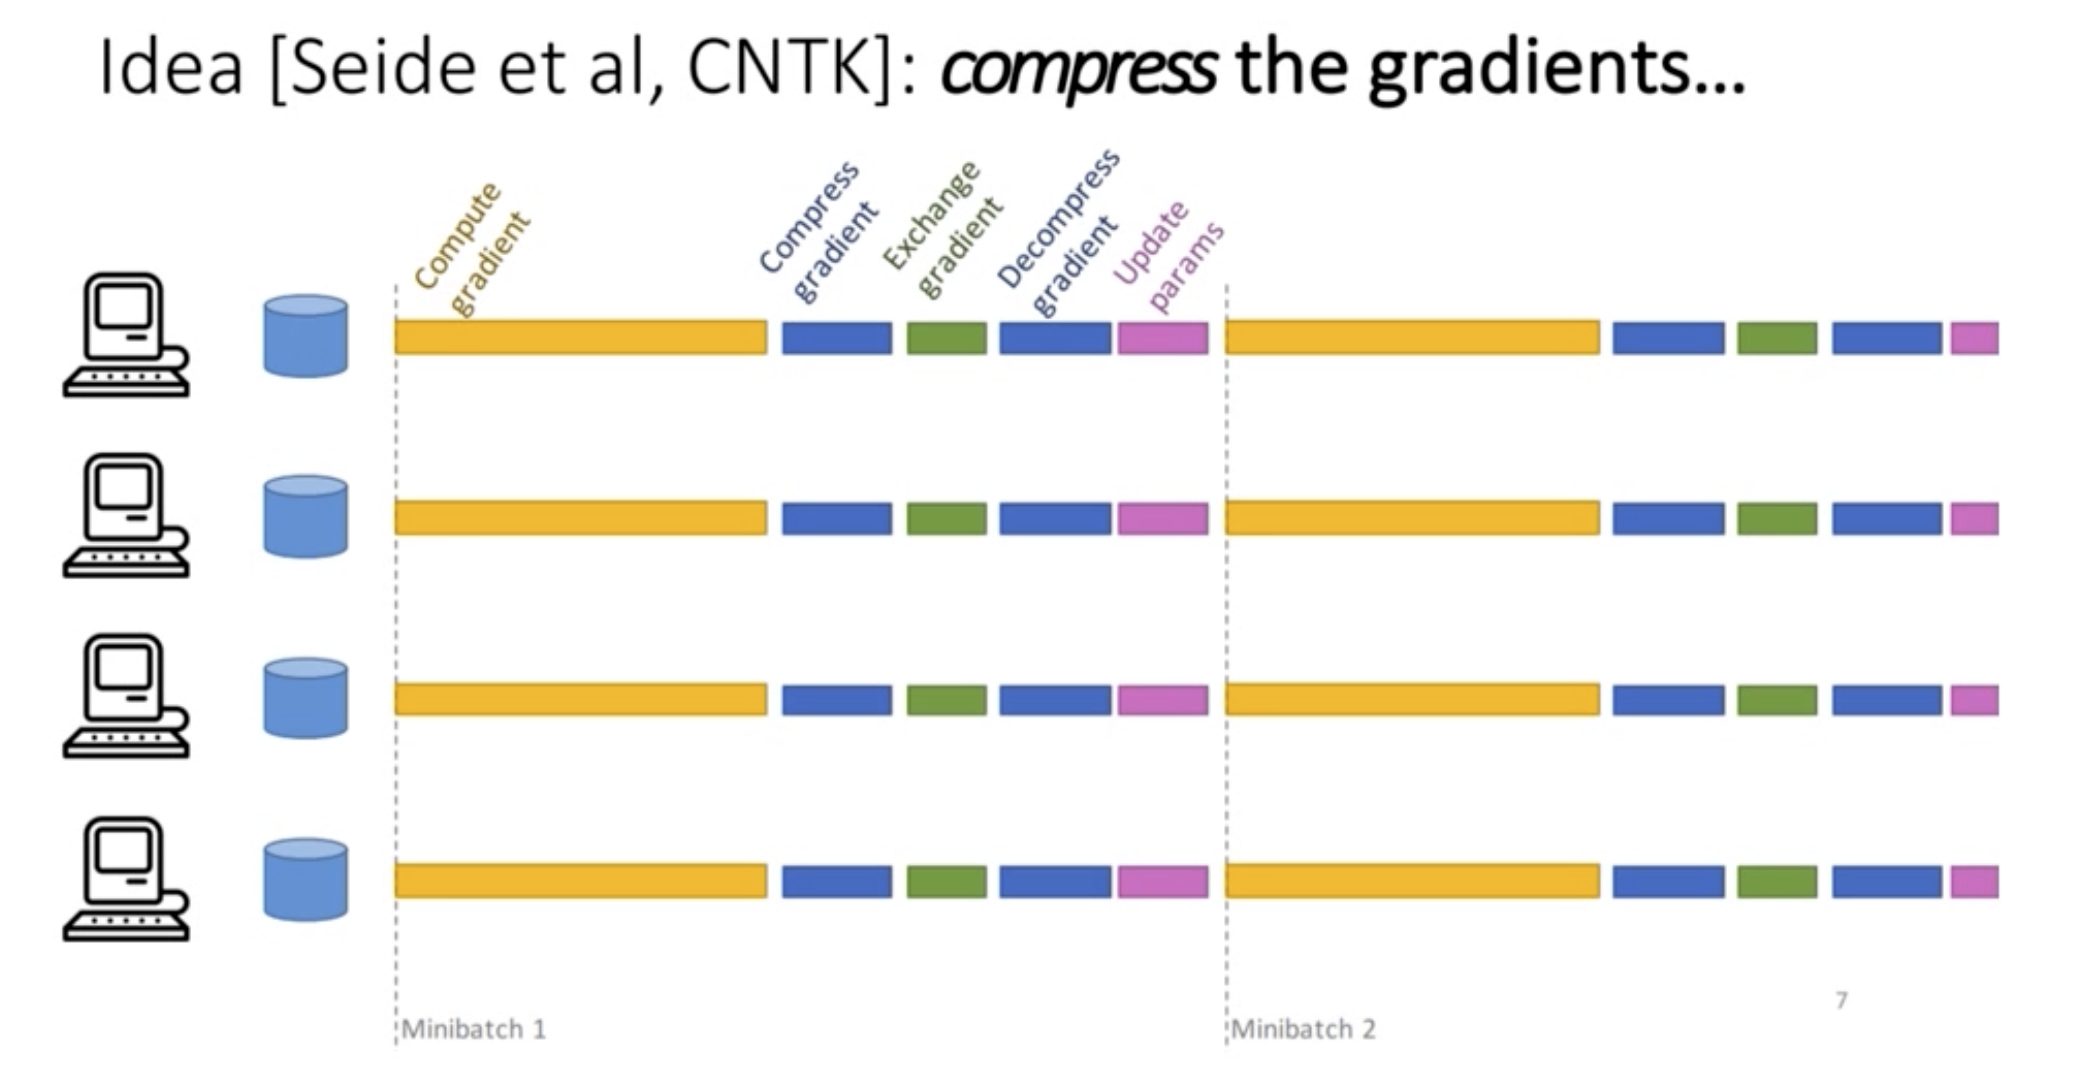 Idea [Seide et al, CNTK]: compress the gradients...
Compute
gradient
Compress
gradient
Exchange
gradient
Decompress
gradient
Update
params
7
Minibatch 1
Minibatch 2